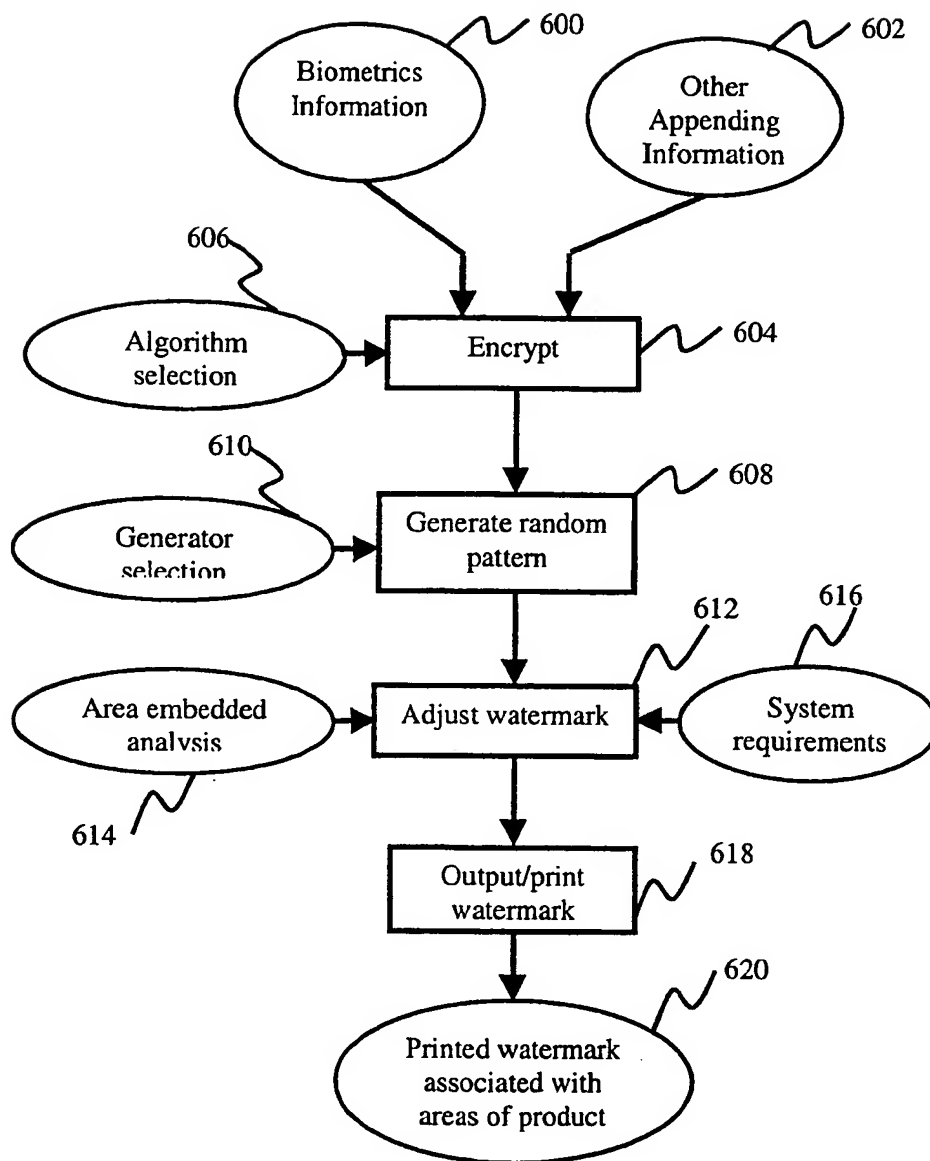 600
602
Biometrics
Information
Other
Appending
Information
606
Algorithm
selection
Encrypt
604
610
608
Generator
selection
Generate random
pattern
612
616
Area embedded
analysis
Adjust watermark
System
requirements
614
618
Output/print
watermark
620
Printed watermark
associated with
areas of product